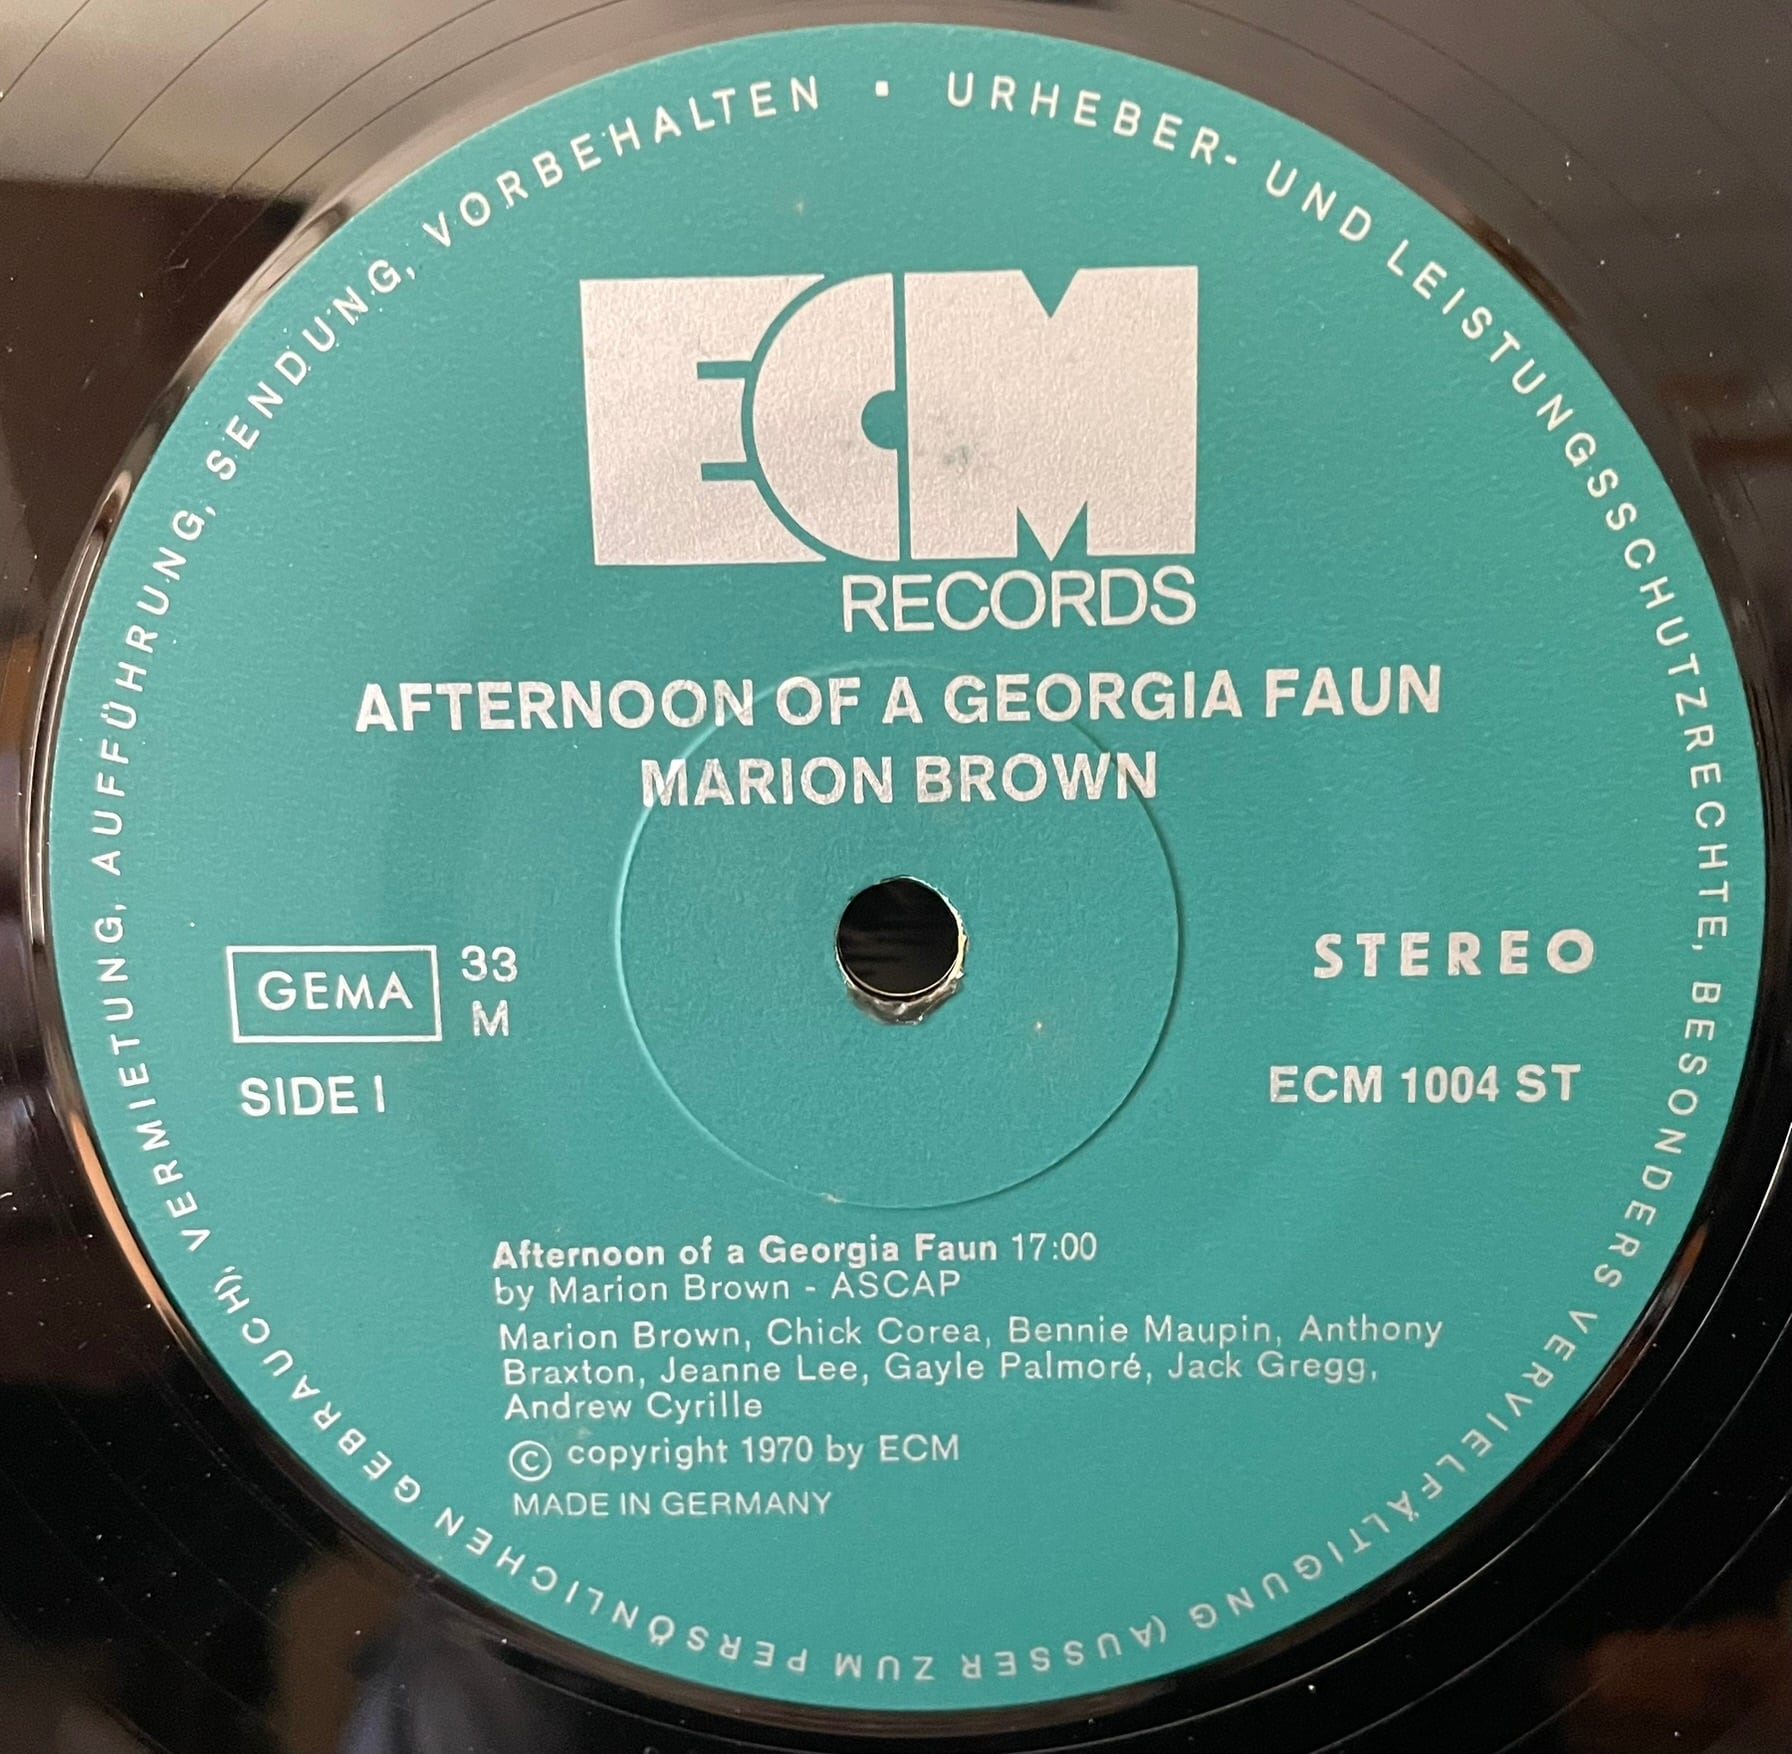 URHEBER- UND LEISTUNGSSCHUTZRECHTE, BESONDERS VERVIELFÄLTIGUNG (AUSSER ZUM PERSÖNLICHEN GEBRAUCH), VERMIETUNG, AUFFÜHRUNG, SENDUNG, VORBEHALTEN ▪
ECM
RECORDS
AFTERNOON OF A GEORGIA FAUN
MARION BROWN
GEMA 33
M
STEREO
SIDE I
ECM 1004 ST
Afternoon of a Georgia Faun 17:00
by Marion Brown - ASCAP
Marion Brown, Chick Corea, Bennie Maupin, Anthony
Braxton, Jeanne Lee, Gayle Palmoré, Jack Gregg,
Andrew Cyrille
© copyright 1970 by ECM
MADE IN GERMANY